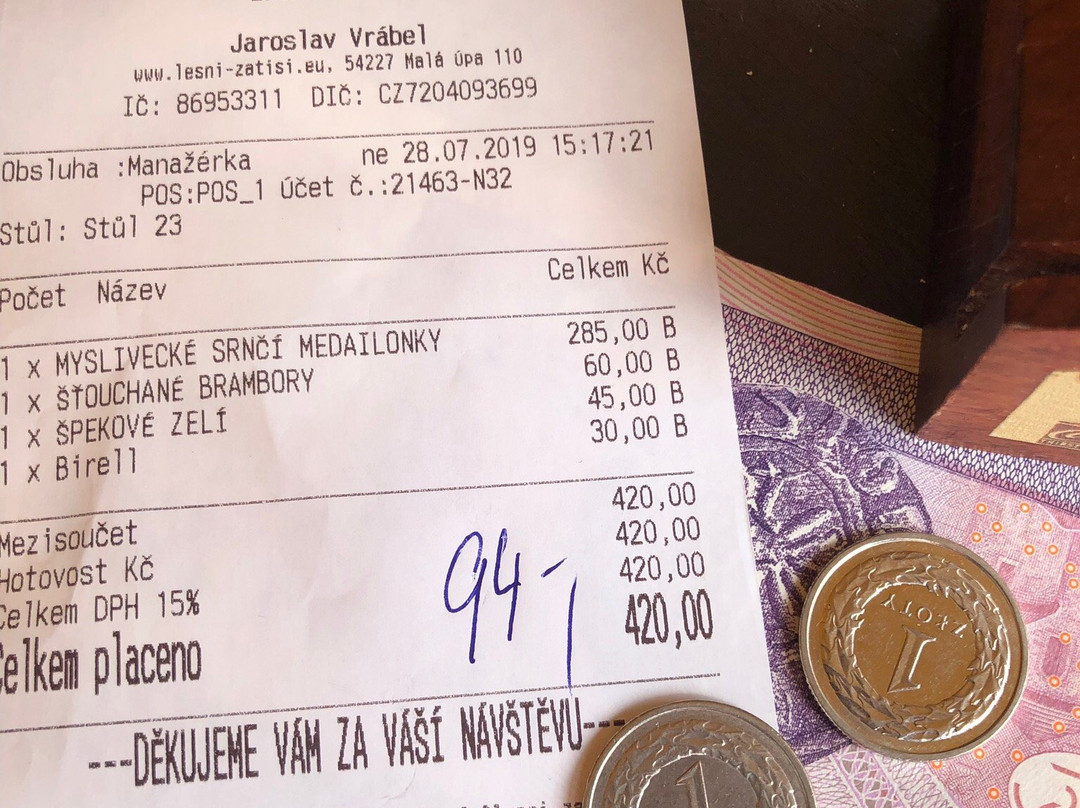 Jaroslav Vrábel
www.lesni-zatisi.eu, 54227 Malá Úpa 110
IČ: 86953311 DIČ: CZ7204093699
Obsluha :Manažérka ne 28.07.2019 15:17:21
POS:POS_1 Účet č.:21463-N32
Stůl: Stůl 23
Počet Název Celkem Kč
1 x MYSLIVECKÉ SRNČÍ MEDAILONKY 285,00 B
1 x ŠŤOUCHANÉ BRAMBORY 60,00 B
1 x ŠPEKOVÉ ZELÍ 45,00 B
1 x Birell 30,00 B
Mezisoučet 420,00
Hotovost Kč 420,00
Celkem DPH 15% 420,00
Celkem placeno 420,00
94,-
---DĚKUJEME VÁM ZA VÁŠÍ NÁVŠTĚVU---
1
ZŁOTY
1